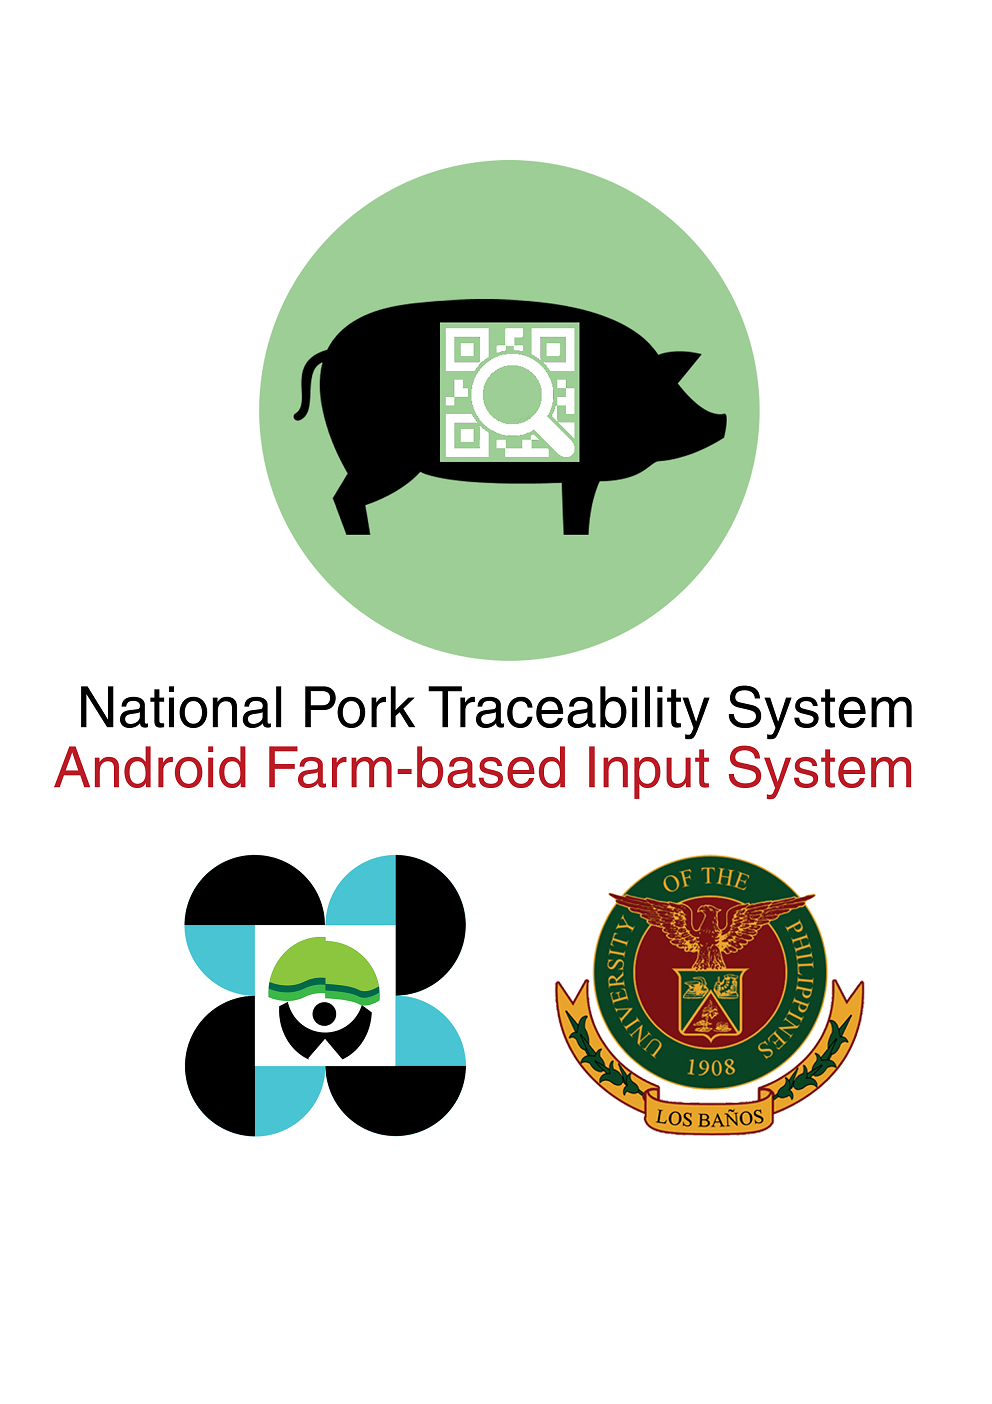 National Pork Traceability System
Android Farm-based Input System
UNIVERSITY OF THE PHILIPPINES
1908
LOS BAÑOS